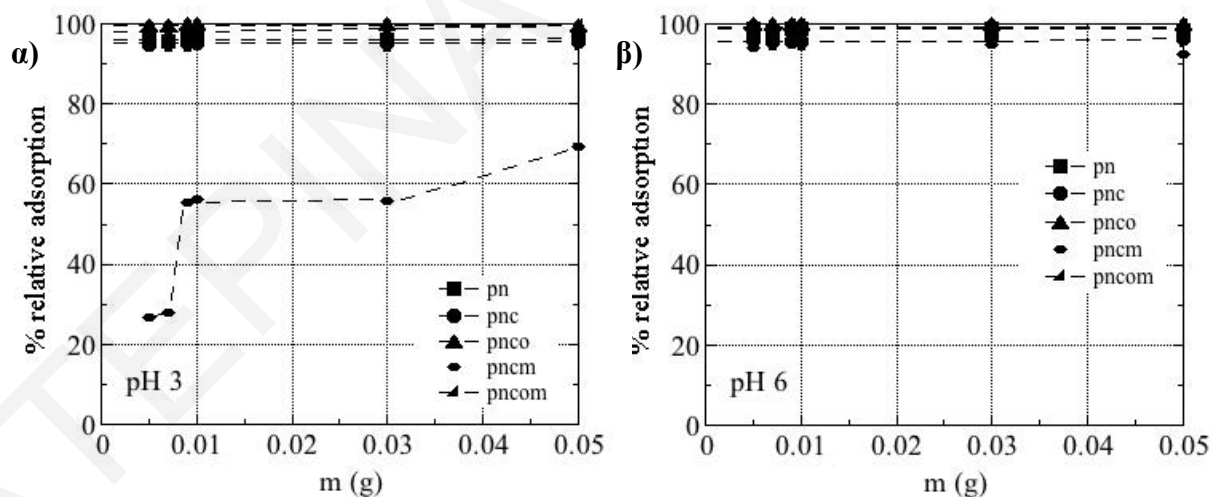 α)
% relative adsorption
100
80
60
40
20
0
pn
pnc
pnco
pncm
pncom
pH 3
0 0.01 0.02 0.03 0.04 0.05
m (g)
β)
% relative adsorption
100
80
60
40
20
0
pn
pnc
pnco
pncm
pncom
pH 6
0 0.01 0.02 0.03 0.04 0.05
m (g)
ATEPINA